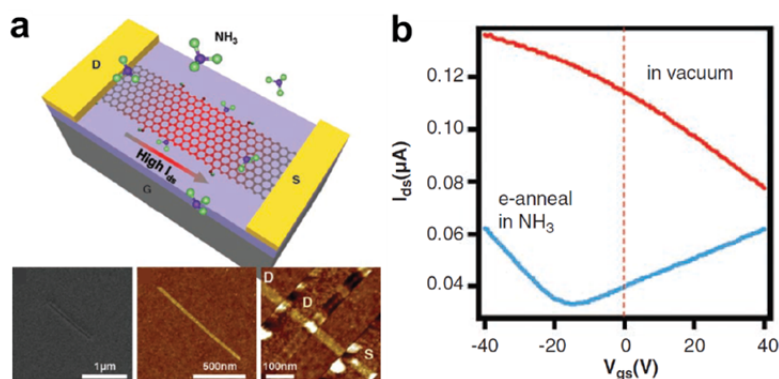 a
NH3
D
High Ids
G
S
1μm
500nm
D
D
S
100nm
b
Ids(μA)
0.12
0.10
0.08
0.06
0.04
in vacuum
e-anneal
in NH3
-40
-20
0
20
40
Vgs(V)